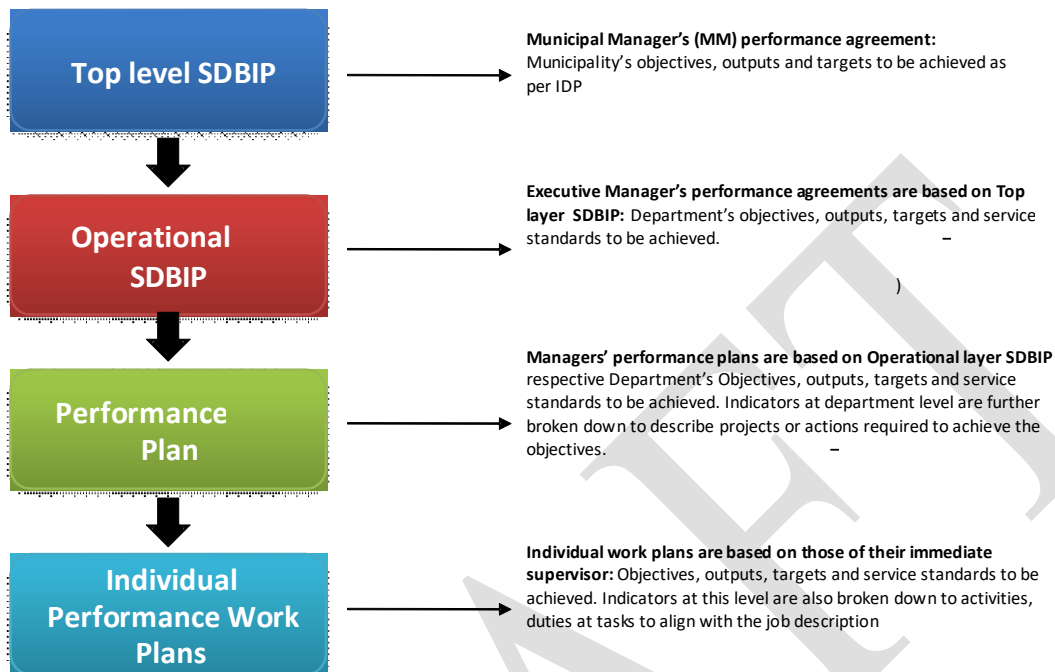 Top level SDBIP
Municipal Manager's (MM) performance agreement:
Municipality's objectives, outputs and targets to be achieved as
per IDP
Operational
SDBIP
Executive Manager's performance agreements are based on Top
layer SDBIP: Department's objectives, outputs, targets and service
standards to be achieved. –
)
Performance
Plan
Managers' performance plans are based on Operational layer SDBIP
respective Department's Objectives, outputs, targets and service
standards to be achieved. Indicators at department level are further
broken down to describe projects or actions required to achieve the
objectives. –
Individual
Performance Work
Plans
Individual work plans are based on those of their immediate
supervisor: Objectives, outputs, targets and service standards to be
achieved. Indicators at this level are also broken down to activities,
duties at tasks to align with the job description
AFT